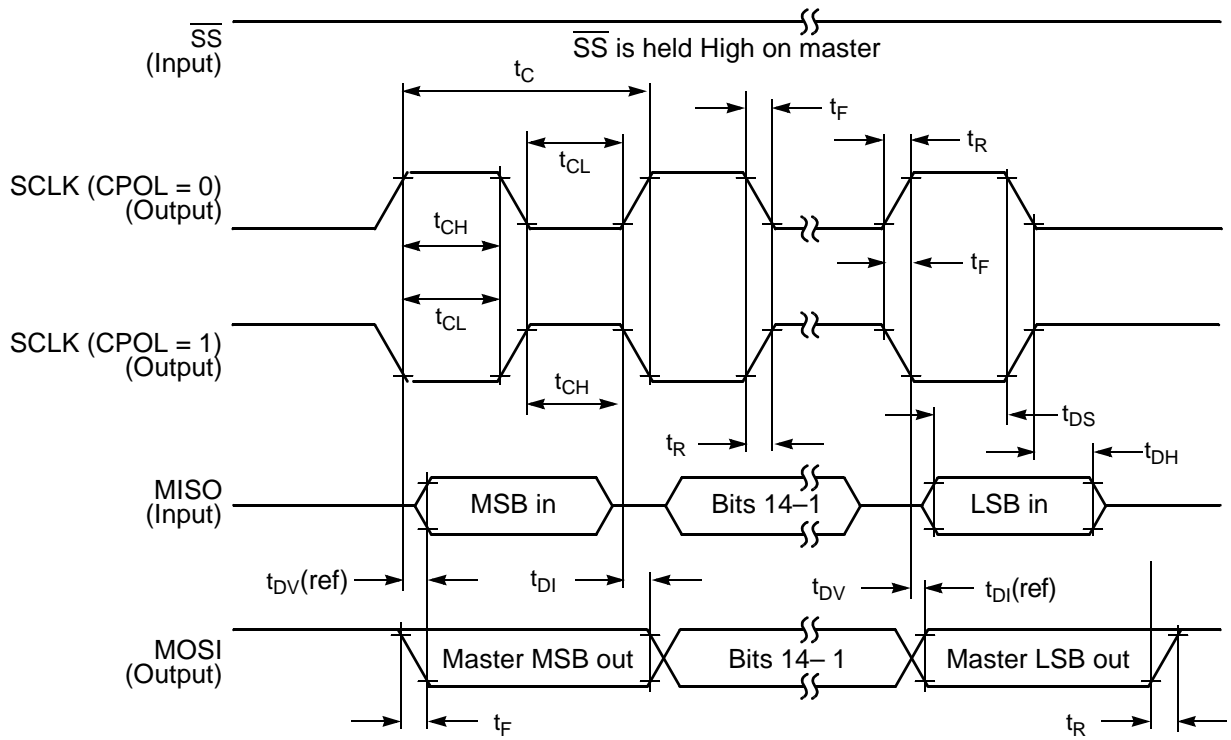 SS
(Input)
SS is held High on master
tC
tF
tR
tCL
SCLK (CPOL = 0)
(Output)
tCH
tF
tCL
SCLK (CPOL = 1)
(Output)
tCH
tDS
tR
tDH
MISO
(Input)
MSB in
Bits 14–1
LSB in
tDV(ref)
tDI
tDV
tDI(ref)
MOSI
(Output)
Master MSB out
Bits 14– 1
Master LSB out
tF
tR